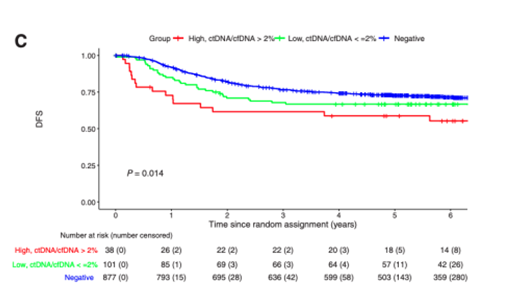 C
Group High, ctDNA/cfDNA > 2% Low, ctDNA/cfDNA < =2% Negative
1.00
0.75
0.50
0.25
0.00
DFS
P = 0.014
0 1 2 3 4 5 6
Time since random assignment (years)
Number at risk (number censored)
High, ctDNA/cfDNA > 2% 38 (0) 26 (2) 22 (2) 22 (2) 20 (3) 18 (5) 14 (8)
Low, ctDNA/cfDNA < =2% 101 (0) 85 (1) 69 (3) 66 (3) 64 (4) 57 (11) 42 (26)
Negative 877 (0) 793 (15) 695 (28) 636 (42) 599 (58) 503 (143) 359 (280)